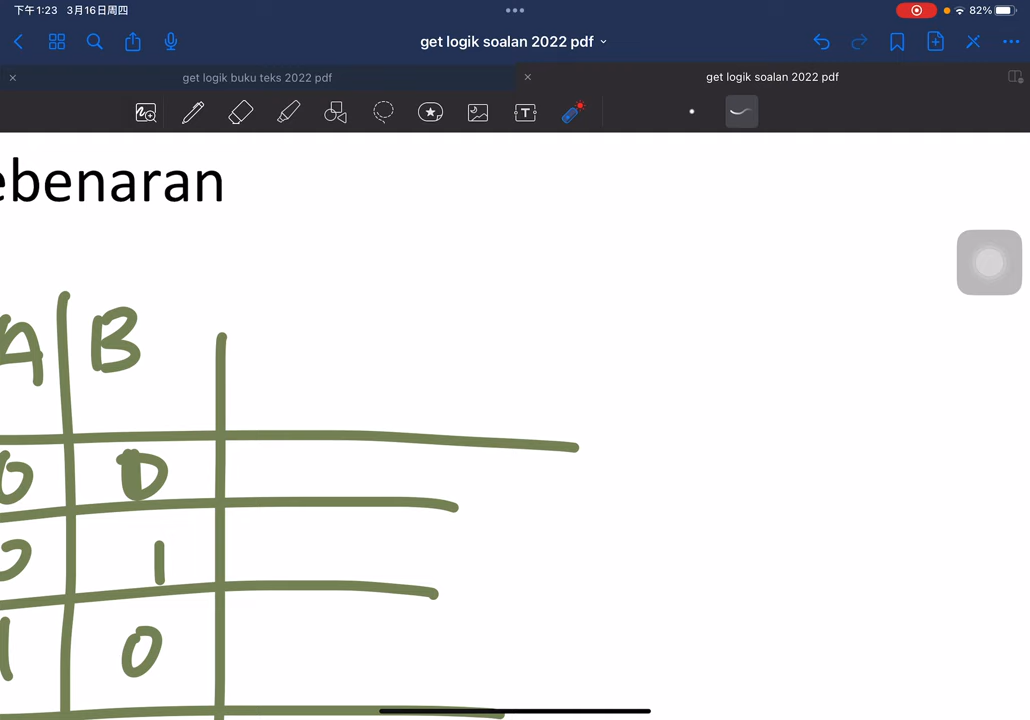 下午1:23 3月16日周四
82%
get logik soalan 2022 pdf
get logik buku teks 2022 pdf
get logik soalan 2022 pdf
T
ebenaran
A B
0 0
0 1
1 0